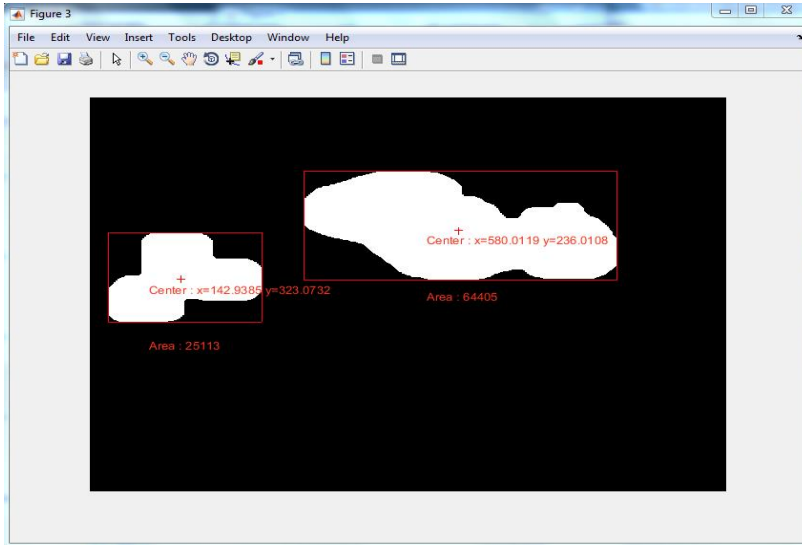 Figure 3
File Edit View Insert Tools Desktop Window Help
Center : x=580.0119 y=236.0108
Area : 64405
Center : x=142.9385 y=323.0732
Area : 25113